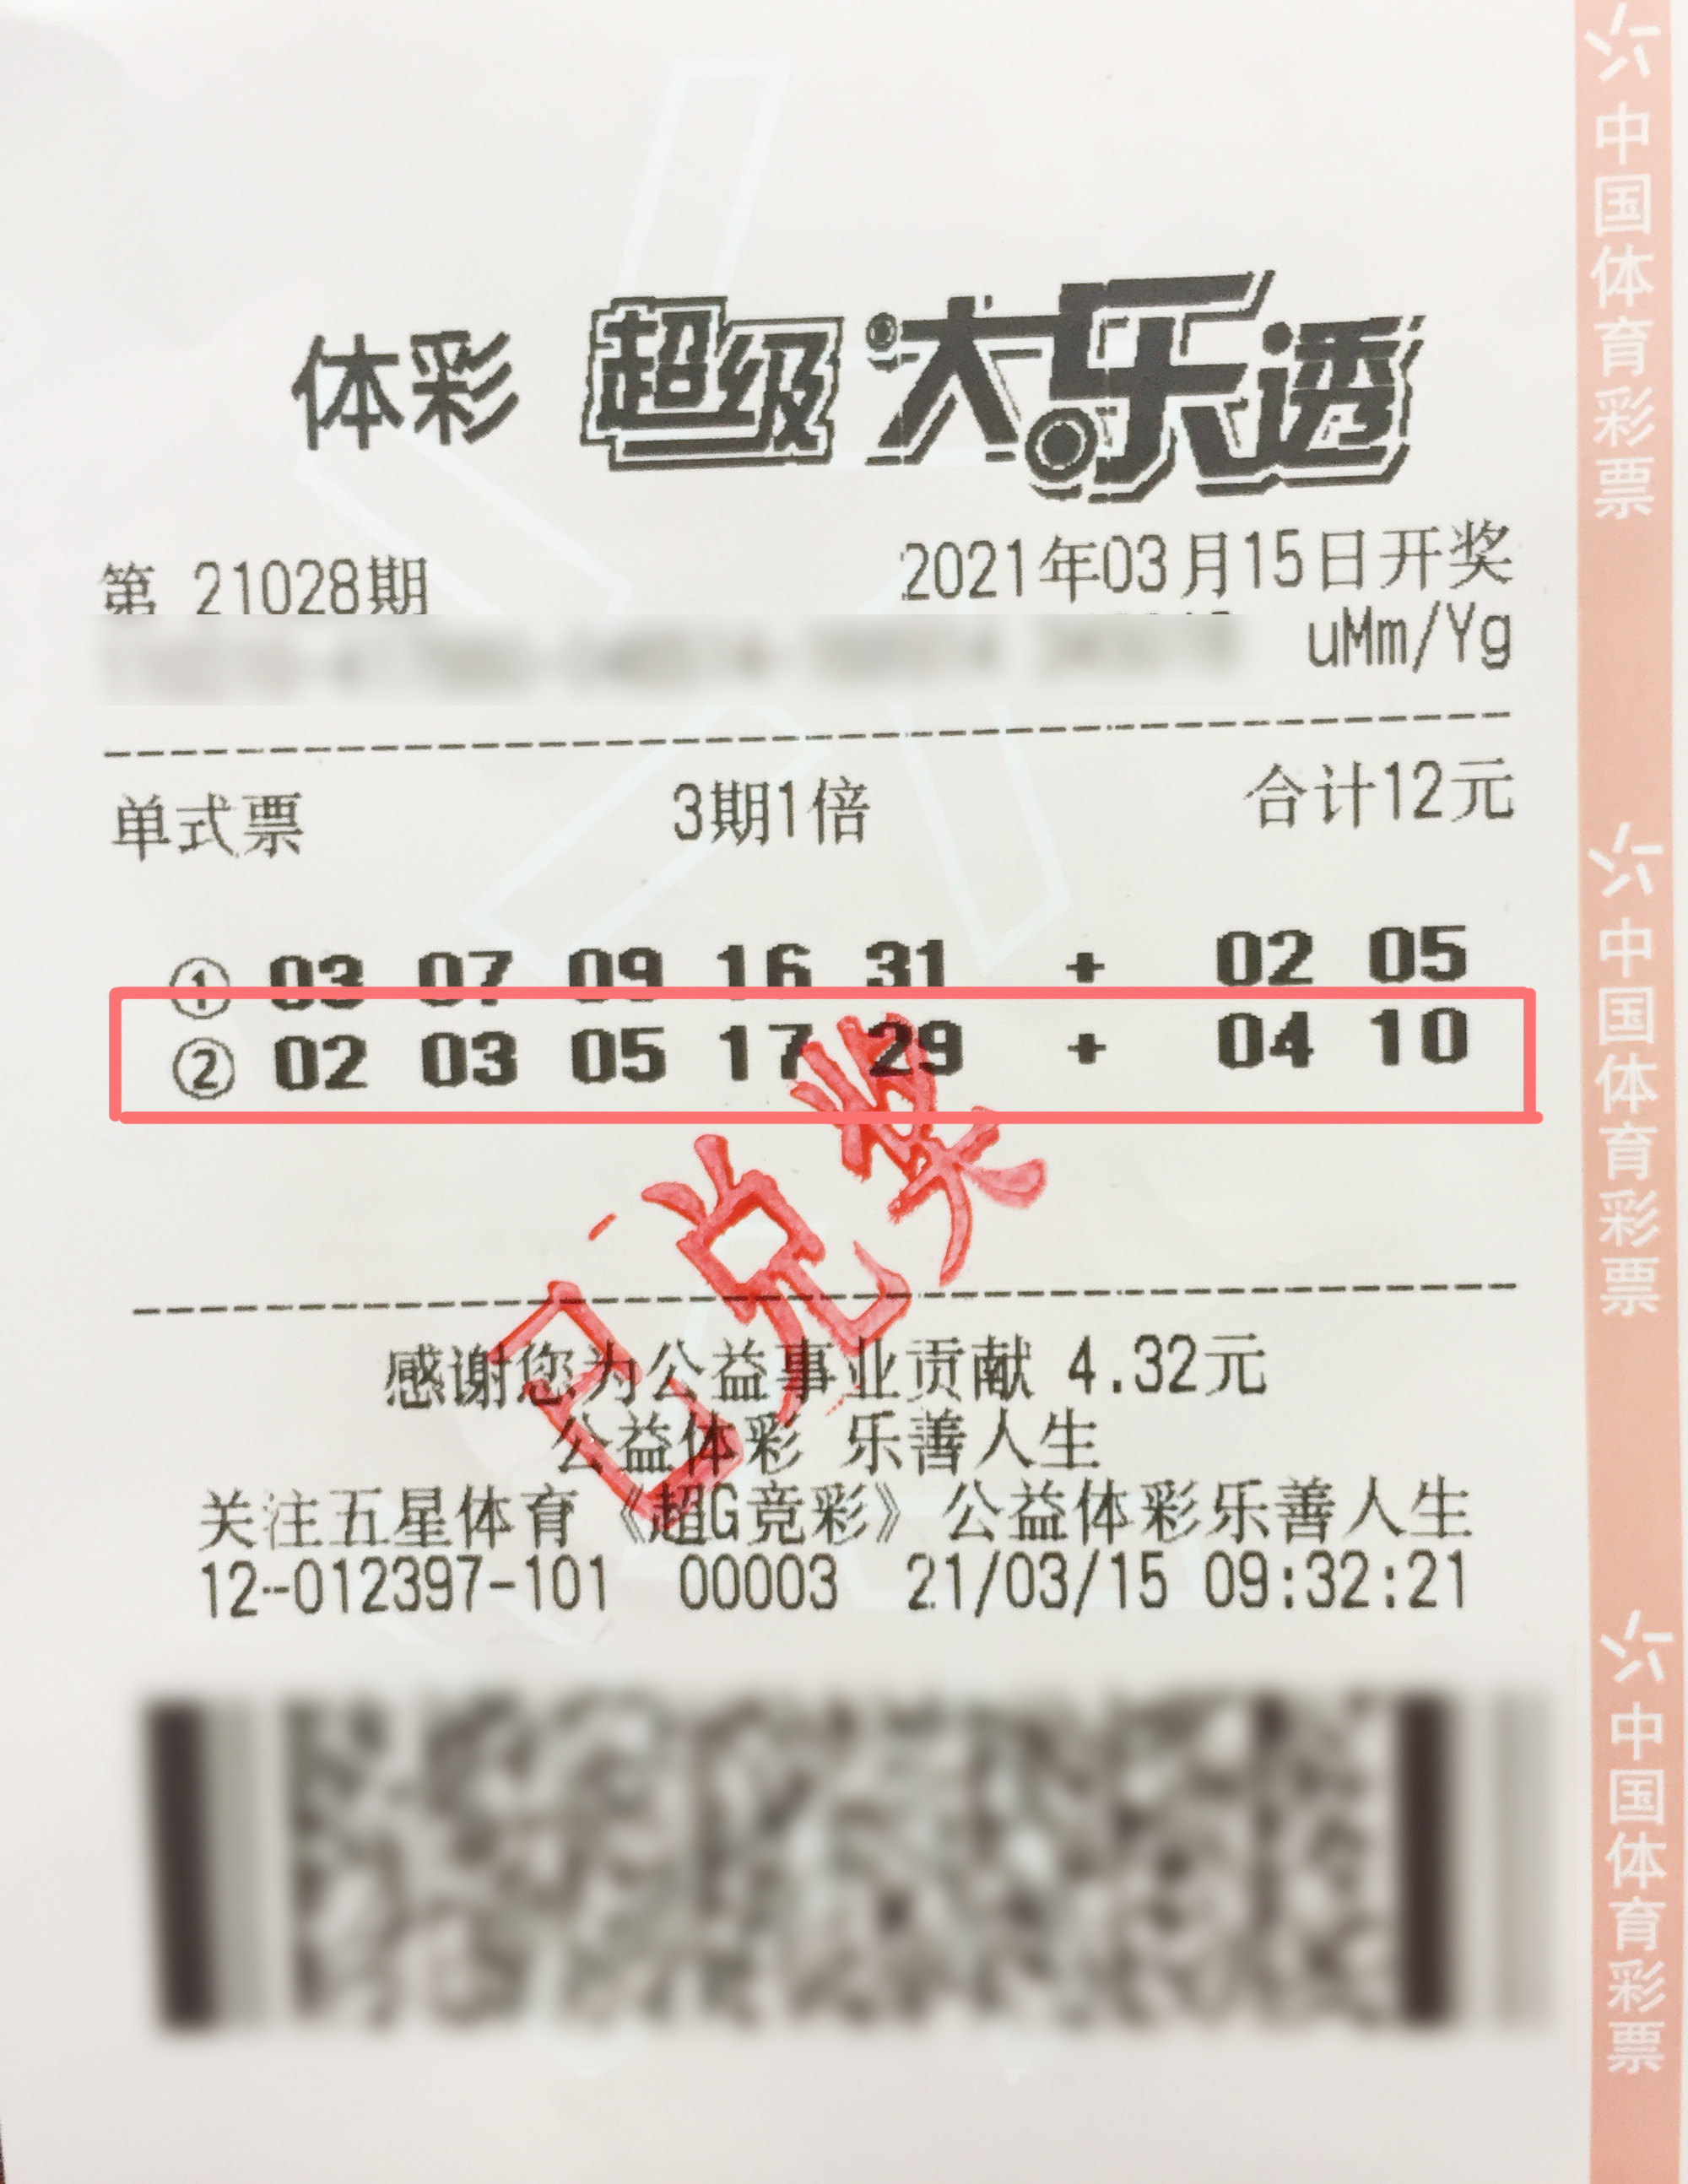 体彩 超级大乐透
第 21028期 2021年03月15日开奖
uMm/Yg
单式票 3期1倍 合计12元
① 03 07 09 16 31 + 02 05
② 02 03 05 17 29 + 04 10
已兑奖
感谢您为公益事业贡献 4.32元
公益体彩 乐善人生
关注五星体育《超G竞彩》公益体彩乐善人生
12-012397-101 00003 21/03/15 09:32:21
中国体育彩票
中国体育彩票
中国体育彩票